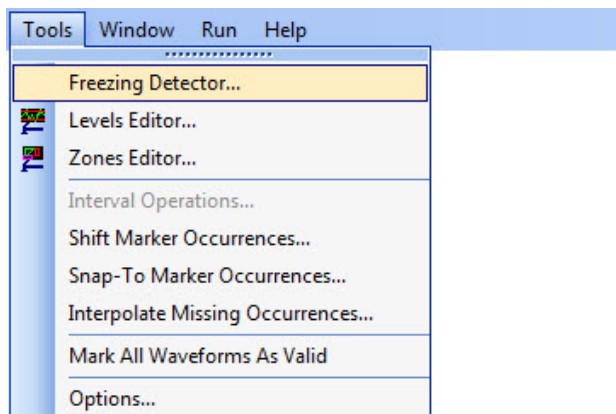 Tools Window Run Help
Freezing Detector...
Levels Editor...
Zones Editor...
Interval Operations...
Shift Marker Occurrences...
Snap-To Marker Occurrences...
Interpolate Missing Occurrences...
Mark All Waveforms As Valid
Options...